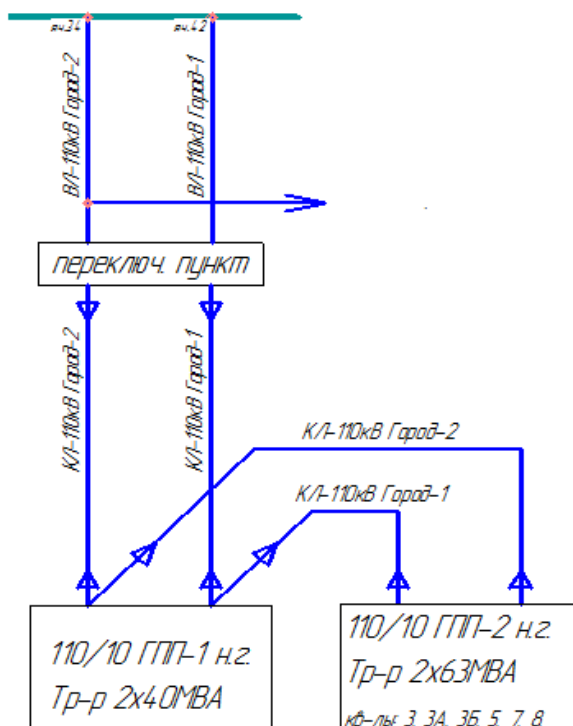 яч.34 яч.42
ВЛ-110кВ Город-2
ВЛ-110кВ Город-1
переключ. пункт
КЛ-110кВ Город-2
КЛ-110кВ Город-1
КЛ-110кВ Город-2
КЛ-110кВ Город-1
110/10 ГПП-1 н.г.
Тр-р 2х40МВА
110/10 ГПП-2 н.г.
Тр-р 2х63МВА
кв-лы: 3, 3А, 3Б, 5, 7, 8